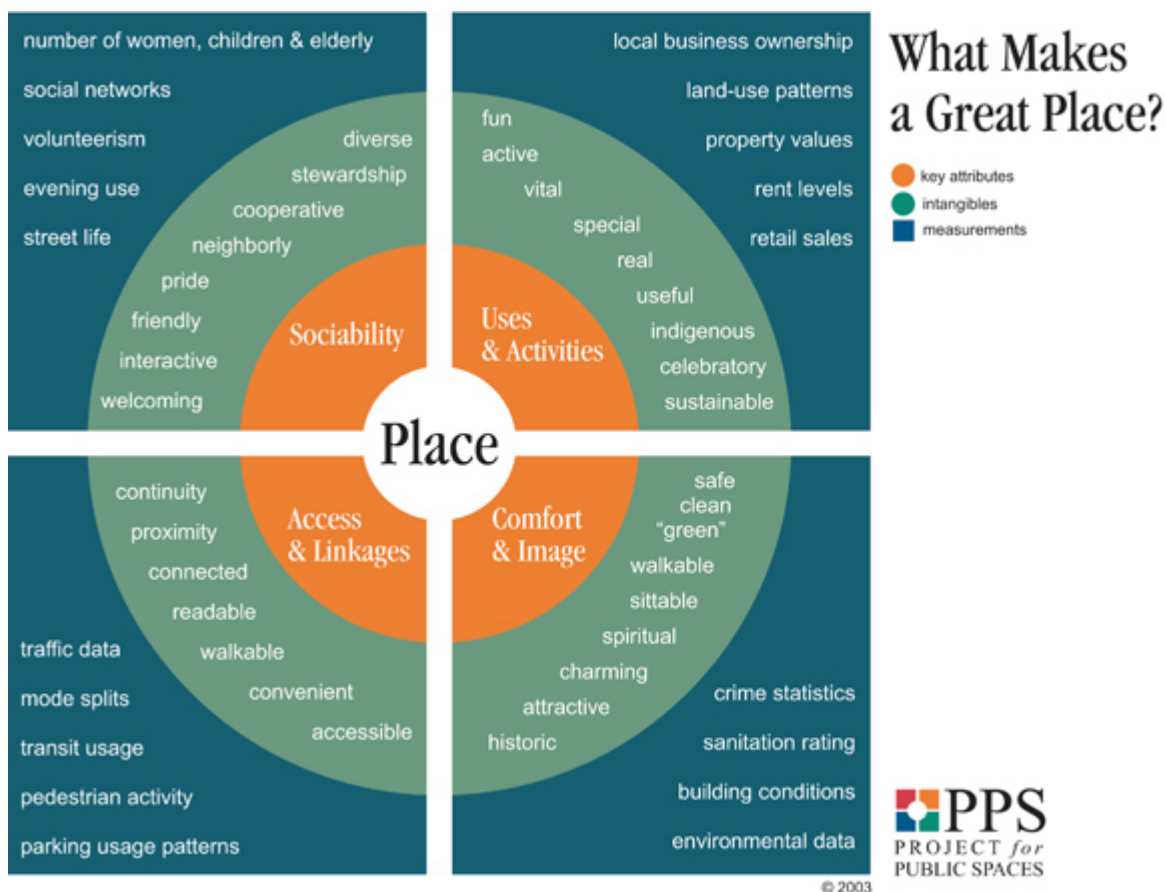 What Makes
a Great Place?
key attributes
intangibles
measurements
number of women, children & elderly
social networks
volunteerism
evening use
street life
diverse
stewardship
cooperative
neighborly
pride
friendly
interactive
welcoming
Sociability
local business ownership
land-use patterns
property values
rent levels
retail sales
fun
active
vital
special
real
useful
indigenous
celebratory
sustainable
Uses
& Activities
Place
continuity
proximity
connected
readable
walkable
convenient
accessible
Access
& Linkages
traffic data
mode splits
transit usage
pedestrian activity
parking usage patterns
Comfort
& Image
safe
clean
“green”
walkable
sittable
spiritual
charming
attractive
historic
crime statistics
sanitation rating
building conditions
environmental data
PPS
PROJECT for
PUBLIC SPACES
© 2003